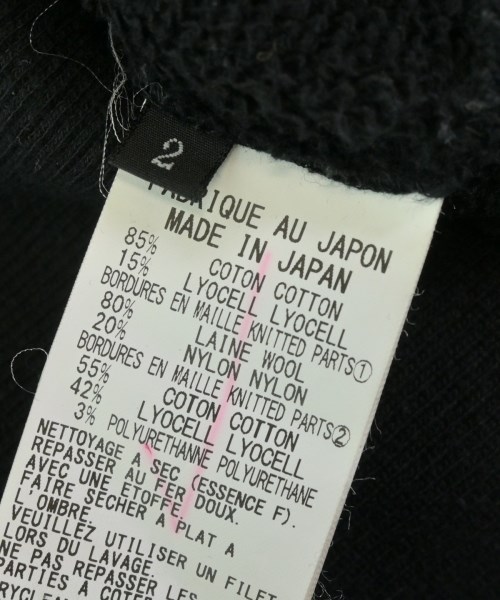 2
FABRIQUE AU JAPON
MADE IN JAPAN
85% COTON COTTON
15% LYOCELL LYOCELL
BORDURES EN MAILLE KNITTED PARTS①
80% LAINE WOOL
20% NYLON NYLON
BORDURES EN MAILLE KNITTED PARTS②
55% COTON COTTON
42% LYOCELL LYOCELL
3% POLYURETHANNE POLYURETHANE
NETTOYAGE A SEC (ESSENCE F).
REPASSER AU FER DOUX.
AVEC UNE ETOFFE
FAIRE SECHER A PLAT A
L'OMBRE.
VEUILLEZ UTILISER UN FILET
LORS DU LAVAGE.
NE PAS REPASSER LES
PARTIES A COTE